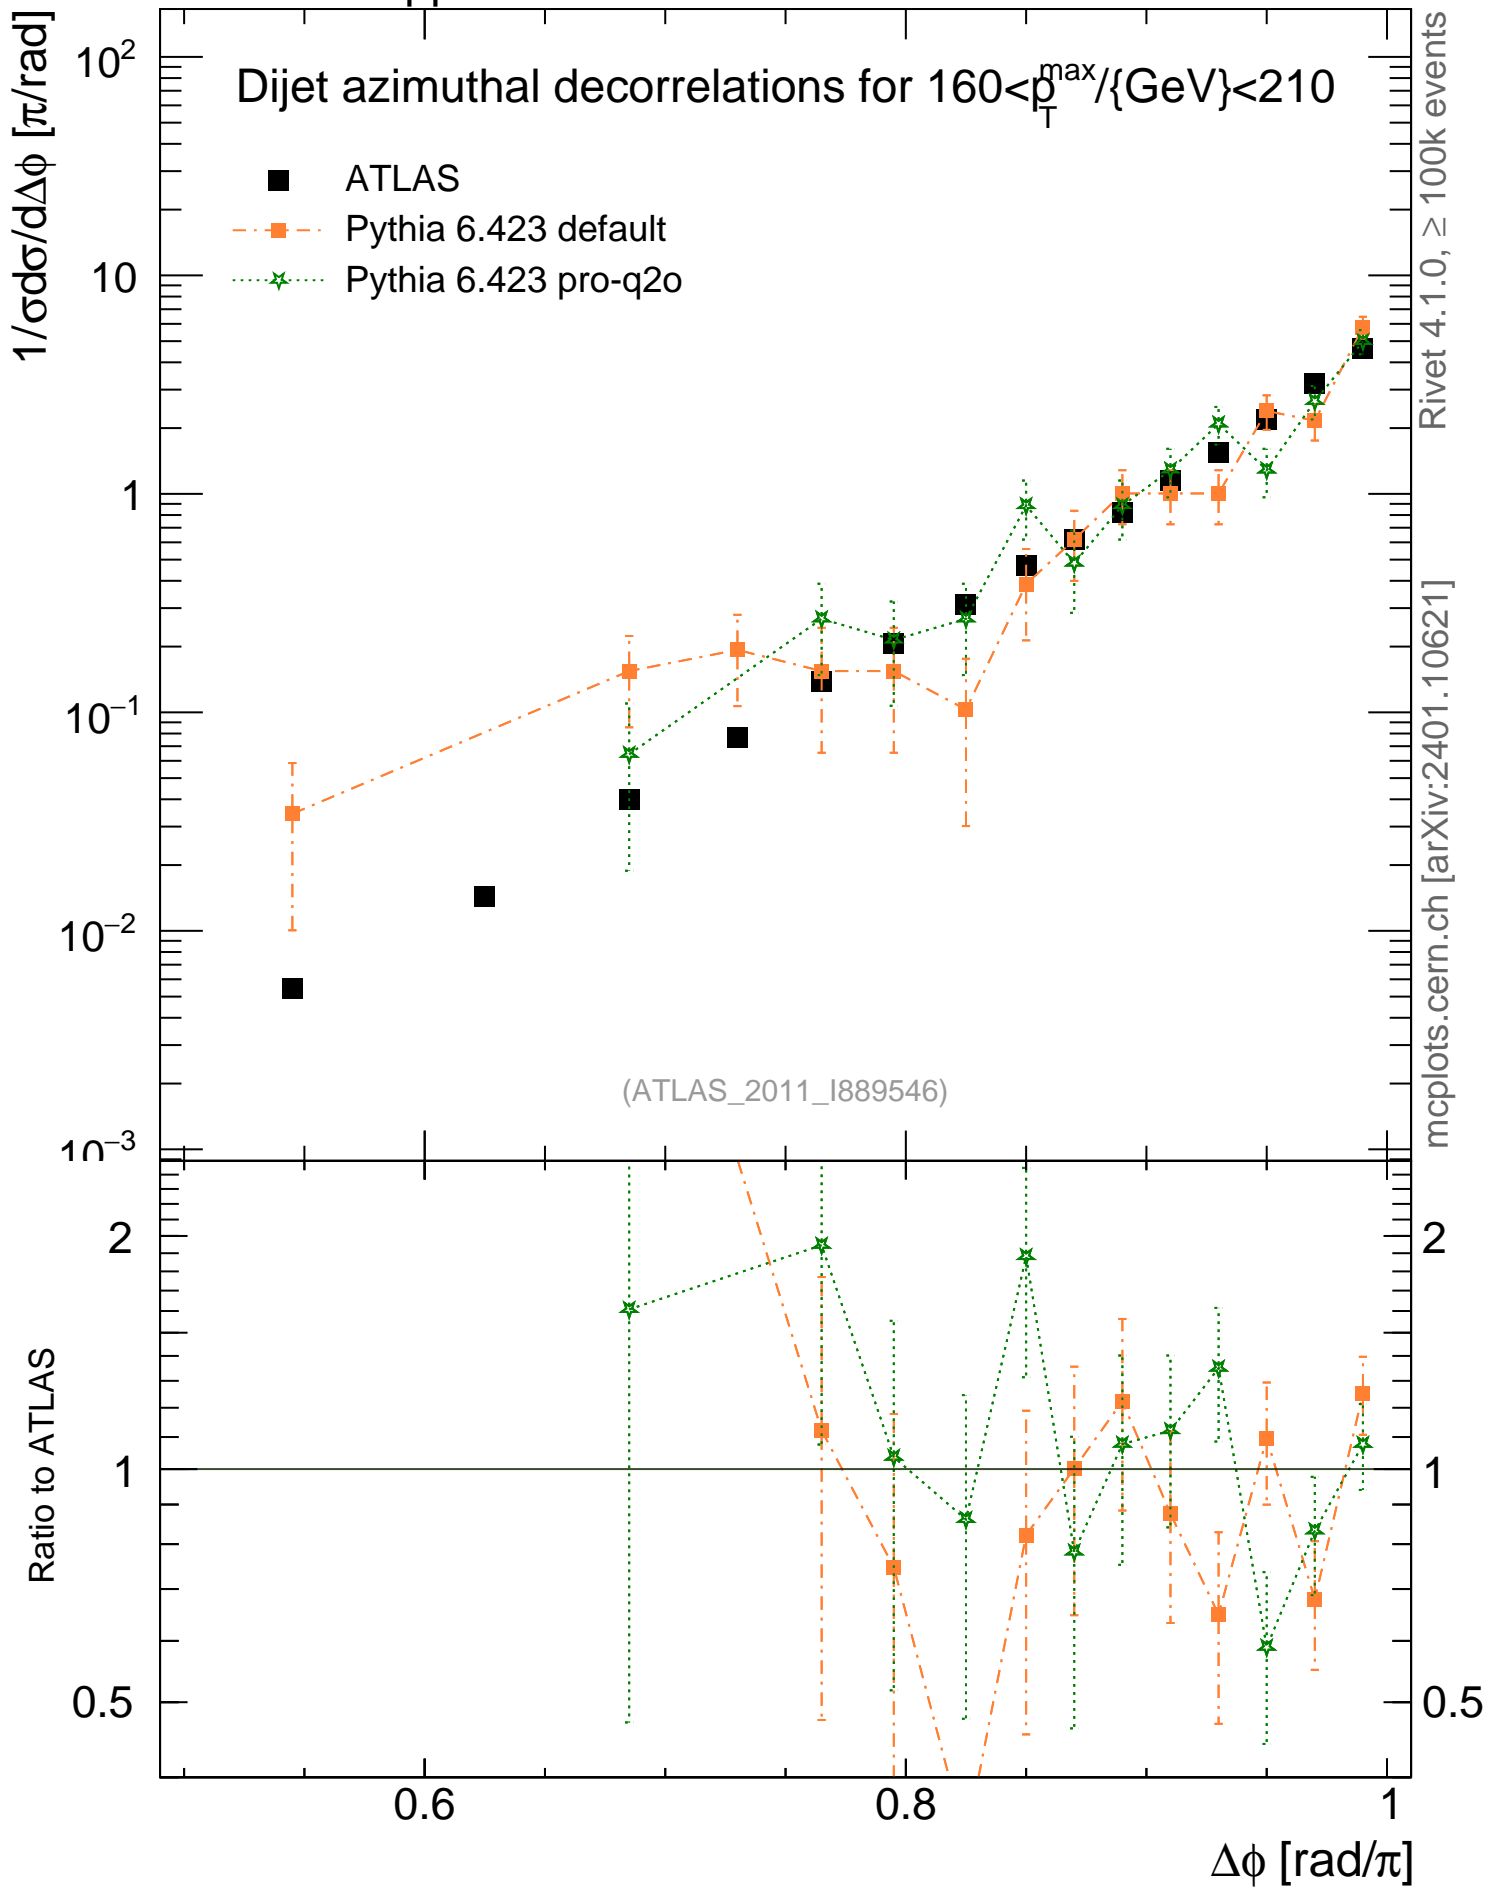 Dijet azimuthal decorrelations for 160<p_T^max/{GeV}<210
1/σdσ/dΔϕ [π/rad]
ATLAS
Pythia 6.423 default
Pythia 6.423 pro-q2o
10²
10
1
10⁻¹
10⁻²
10⁻³
(ATLAS_2011_I889546)
Rivet 4.1.0, ≥ 100k events
mcplots.cern.ch [arXiv:2401.10621]
Ratio to ATLAS
2
1
0.5
2
1
0.5
0.6
0.8
1
Δϕ [rad/π]